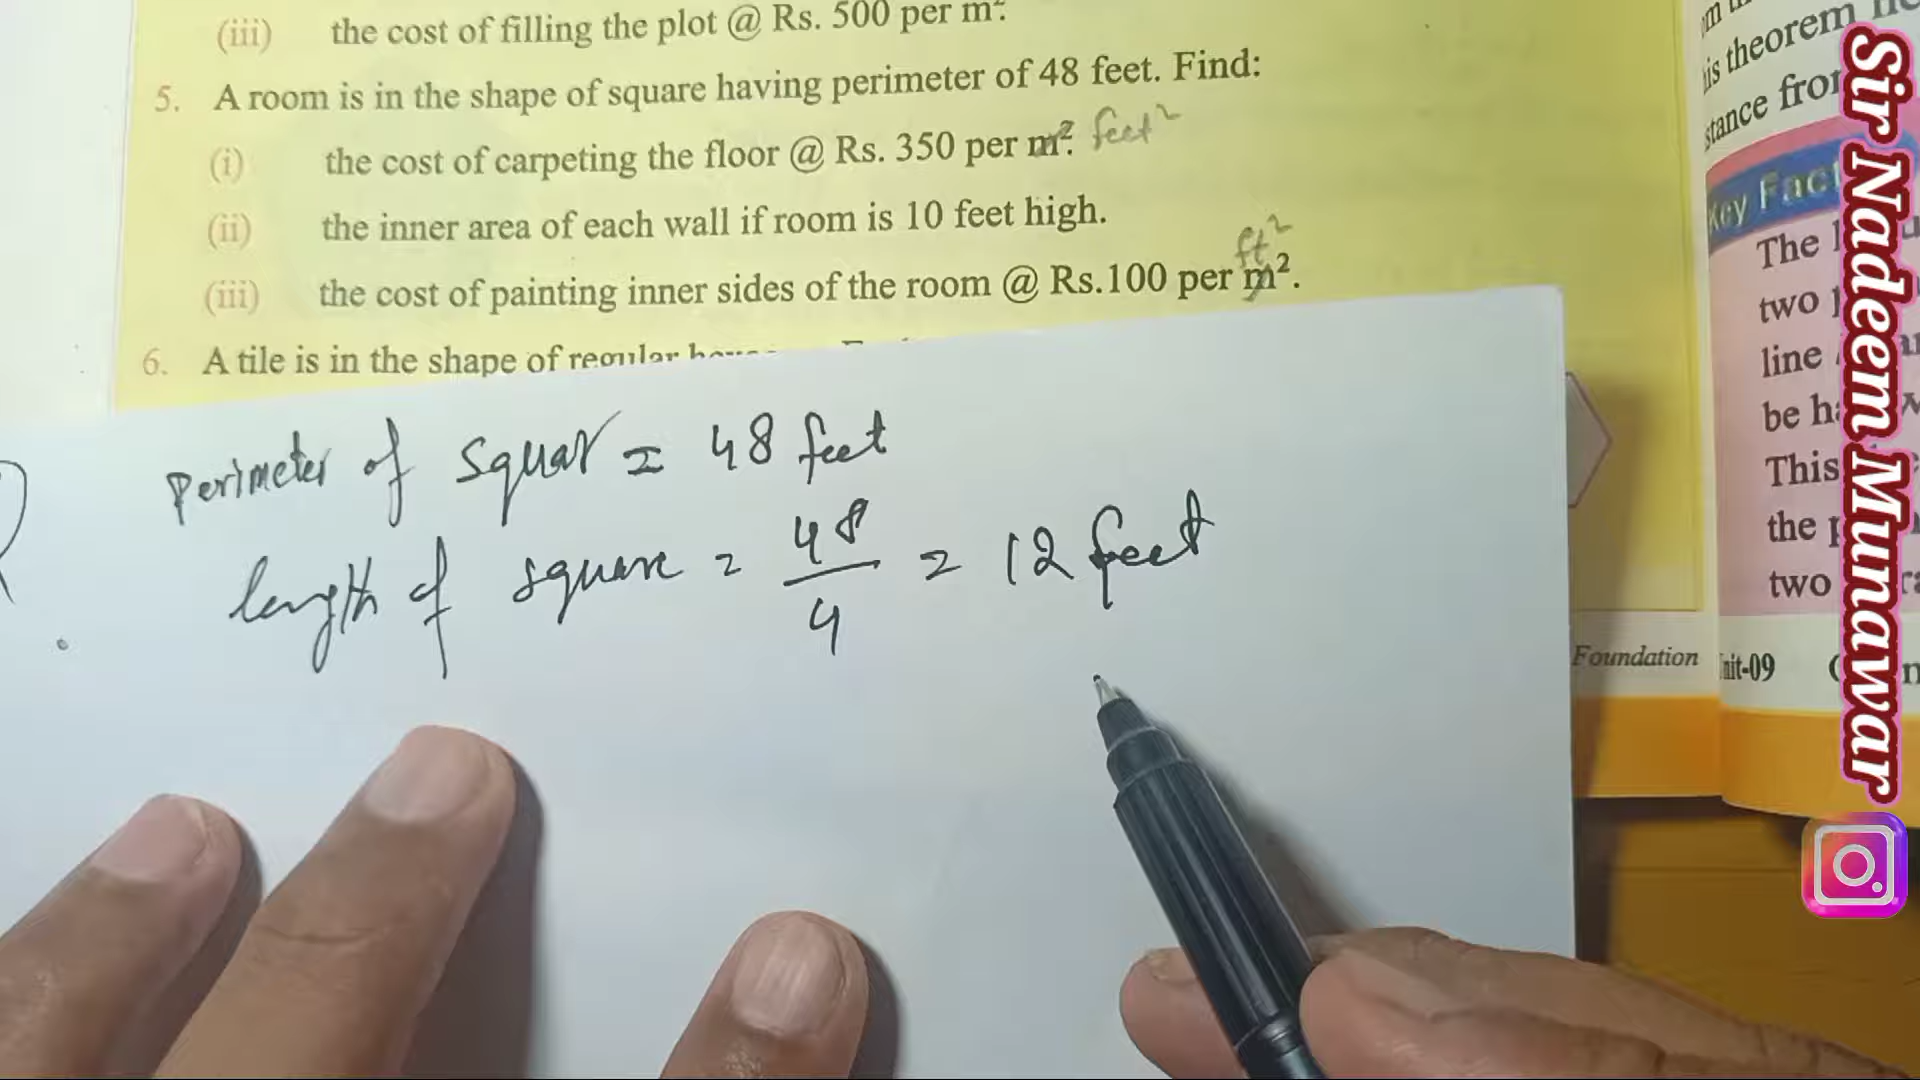 (iii) the cost of filling the plot @ Rs. 500 per m².
5. A room is in the shape of square having perimeter of 48 feet. Find:
(i) the cost of carpeting the floor @ Rs. 350 per m². feet²
(ii) the inner area of each wall if room is 10 feet high.
ft²
(iii) the cost of painting inner sides of the room @ Rs.100 per m².
6. A tile is in the shape of regular
Perimeter of squar = 48 feet
length of square = 48/4 = 12 feet
theorem
stance from
Key Fact
The
two
line
be
This
the
two
Foundation
Unit-09
Sir Nadeem Munawar